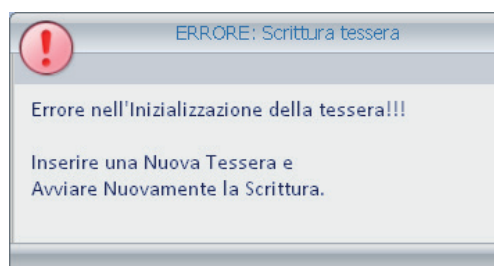 ERRORE: Scrittura tessera
Errore nell'Inizializzazione della tessera!!!
Inserire una Nuova Tessera e
Avviare Nuovamente la Scrittura.